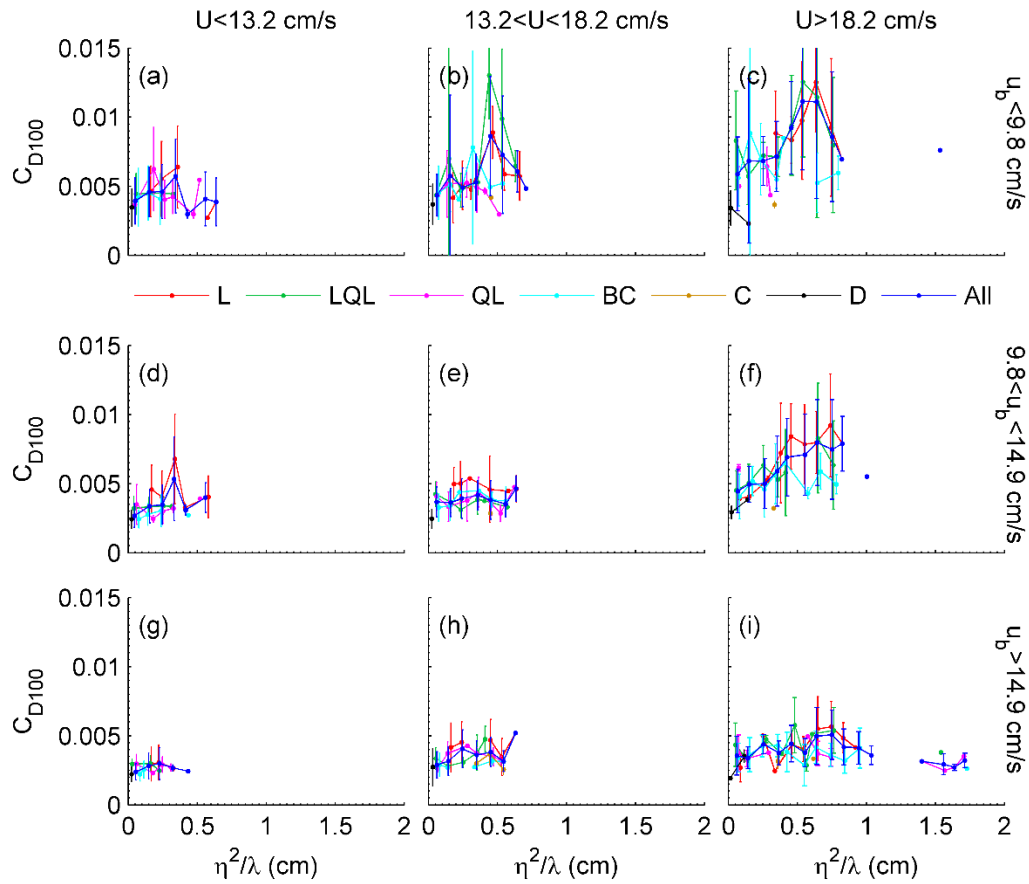 U<13.2 cm/s 13.2<U<18.2 cm/s U>18.2 cm/s
0.015 (a) (b) (c)
0.01
C_D100
0.005
0
u_b<9.8 cm/s
L LQL QL BC C D All
0.015 (d) (e) (f)
0.01
C_D100
0.005
0
9.8<u_b<14.9 cm/s
0.015 (g) (h) (i)
0.01
C_D100
0.005
0
u_b>14.9 cm/s
0 0.5 1 1.5 2 0 0.5 1 1.5 2 0 0.5 1 1.5 2
η²/λ (cm) η²/λ (cm) η²/λ (cm)